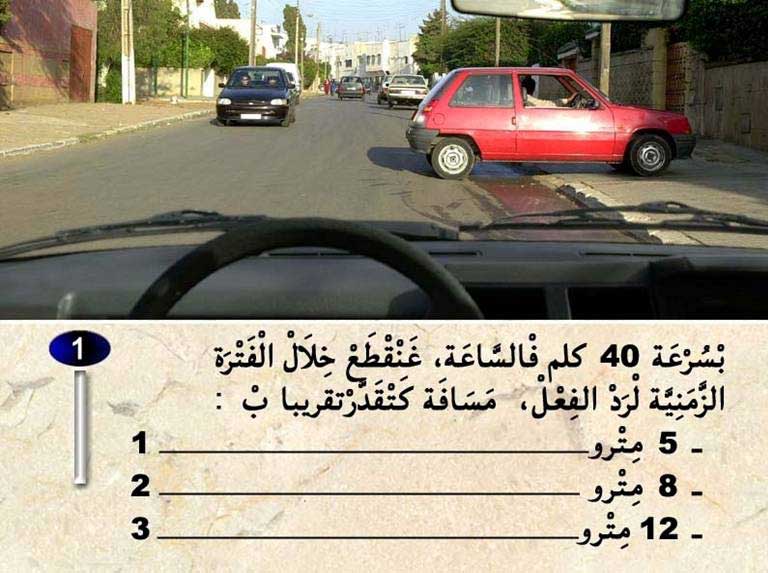 1
بْسُرْعَة 40 كلم فْالسَّاعَة، غَنْقْطَعْ خِلَالْ الْفَتْرَة
الزَّمَنِيَّة لْرَدْ الفِعْلْ، مَسَافَة كَتْقَدَّرْتقريبا بْ :
- 5 مِتْرو 1
- 8 مِتْرو 2
- 12 مِتْرو 3